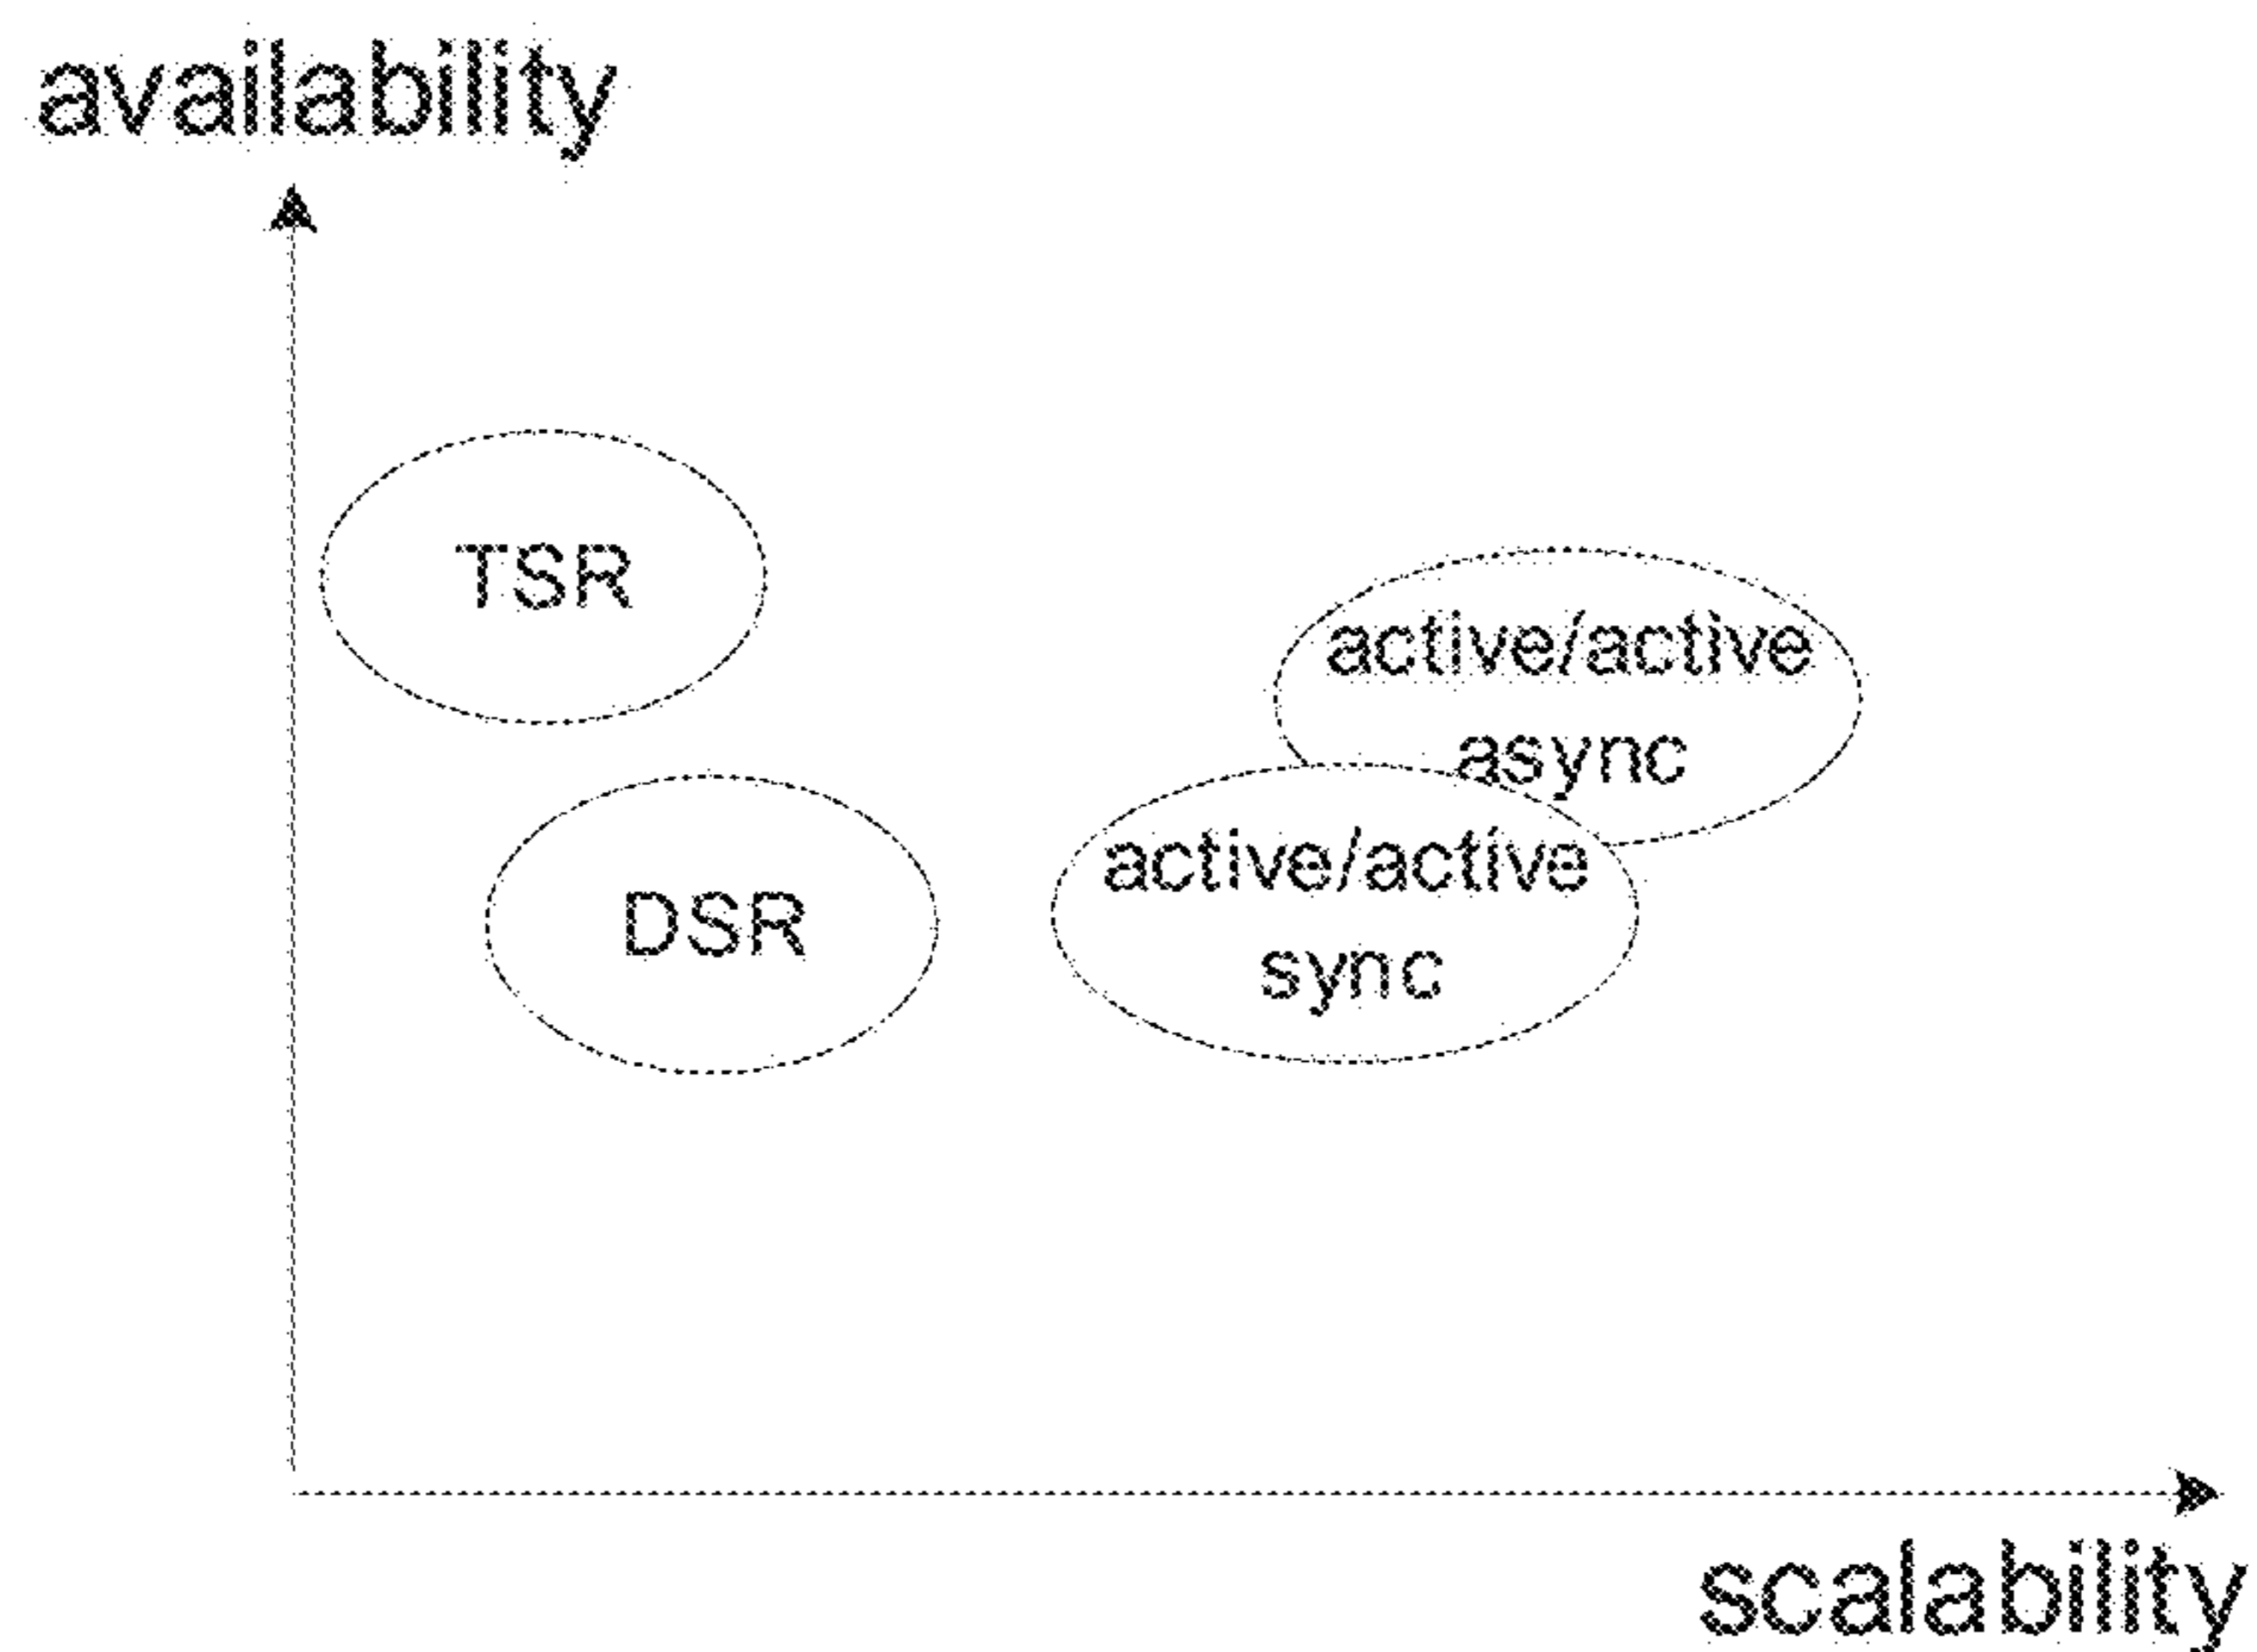 availability
TSR
active/active
async
active/active
sync
DSR
scalability